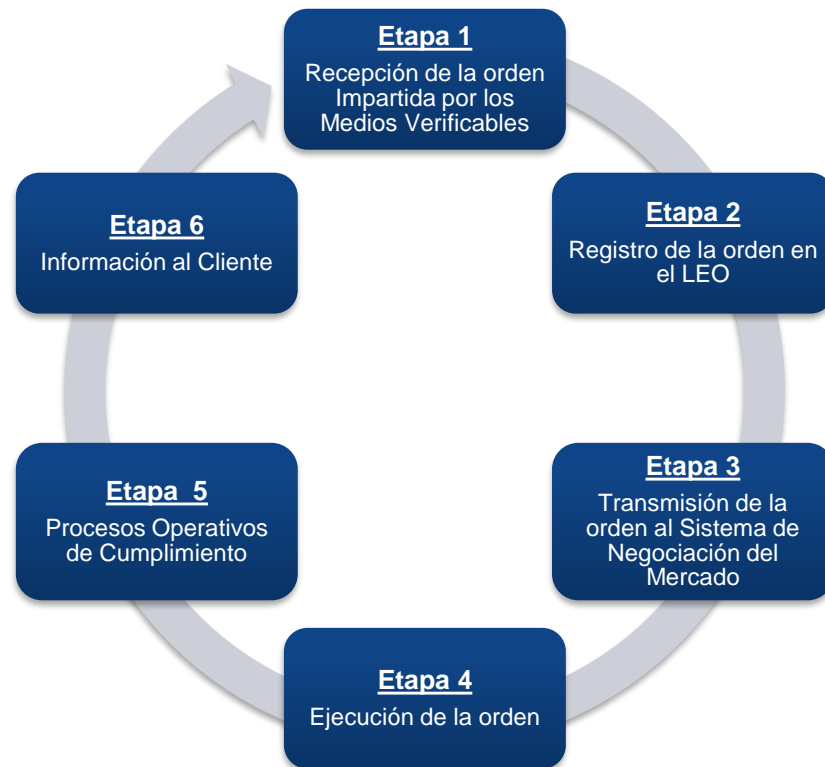 Etapa 1
Recepción de la orden
Impartida por los
Medios Verificables
Etapa 2
Registro de la orden en
el LEO
Etapa 3
Transmisión de la
orden al Sistema de
Negociación del
Mercado
Etapa 4
Ejecución de la orden
Etapa  5
Procesos Operativos
de Cumplimiento
Etapa 6
Información al Cliente